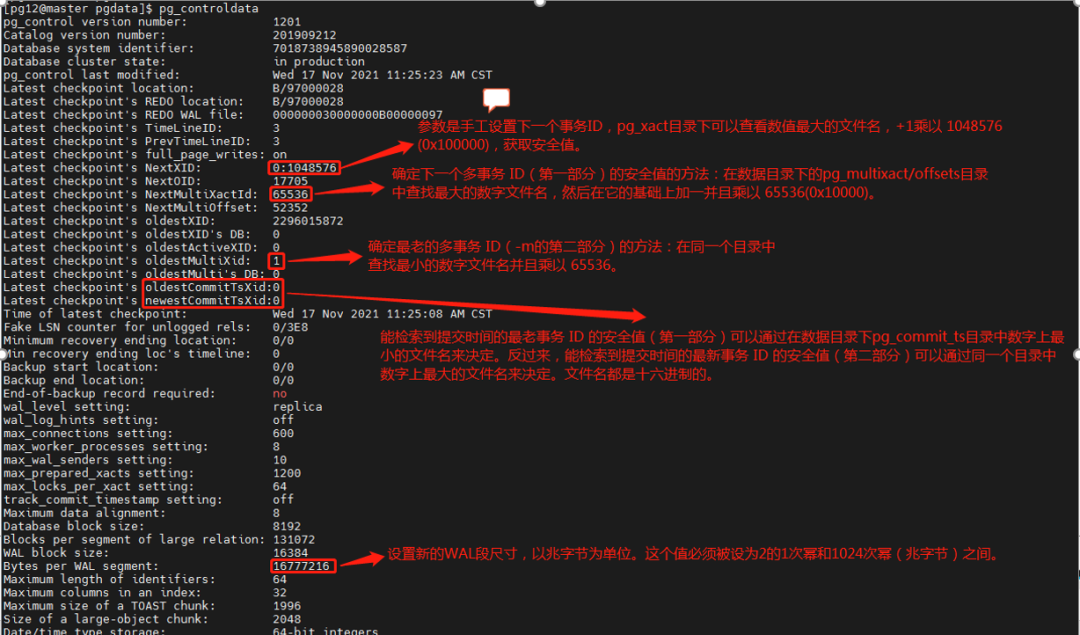 [pg12@master pgdata]$ pg_controldata
pg_control version number: 1201
Catalog version number: 201909212
Database system identifier: 7018738945890028587
Database cluster state: in production
pg_control last modified: Wed 17 Nov 2021 11:25:23 AM CST
Latest checkpoint location: B/97000028
Latest checkpoint's REDO location: B/97000028
Latest checkpoint's REDO WAL file: 000000030000000B00000097
Latest checkpoint's TimeLineID: 3
Latest checkpoint's PrevTimeLineID: 3
Latest checkpoint's full_page_writes: on
参数是手工设置下一个事务ID，pg_xact目录下可以查看数值最大的文件名，+1乘以 1048576
(0x100000)，获取安全值。
Latest checkpoint's NextXID: 0:1048576
Latest checkpoint's NextOID: 17705
Latest checkpoint's NextMultiXactId: 65536
确定下一个多事务 ID（第一部分）的安全值的方法：在数据目录下的pg_multixact/offsets目录
中查找最大的数字文件名，然后在它的基础上加一并且乘以 65536(0x10000)。
Latest checkpoint's NextMultiOffset: 52352
Latest checkpoint's oldestXID: 2296015872
Latest checkpoint's oldestXID's DB: 0
Latest checkpoint's oldestActiveXID: 0
Latest checkpoint's oldestMultiXid: 1
确定最老的多事务 ID（-m的第二部分）的方法：在同一个目录中
查找最小的数字文件名并且乘以 65536。
Latest checkpoint's oldestMulti's DB: 0
Latest checkpoint's oldestCommitTsXid:0
Latest checkpoint's newestCommitTsXid:0
Time of latest checkpoint: Wed 17 Nov 2021 11:25:08 AM CST
Fake LSN counter for unlogged rels: 0/3E8
能检索到提交时间的最老事务 ID 的安全值（第一部分）可以通过在数据目录下pg_commit_ts目录中数字上最
小的文件名来决定。反过来，能检索到提交时间的最新事务 ID 的安全值（第二部分）可以通过同一个目录中
数字上最大的文件名来决定。文件名都是十六进制的。
Minimum recovery ending location: 0/0
Min recovery ending loc's timeline: 0
Backup start location: 0/0
Backup end location: 0/0
End-of-backup record required: no
wal_level setting: replica
wal_log_hints setting: off
max_connections setting: 600
max_worker_processes setting: 8
max_wal_senders setting: 10
max_prepared_xacts setting: 1200
max_locks_per_xact setting: 64
track_commit_timestamp setting: off
Maximum data alignment: 8
Database block size: 8192
Blocks per segment of large relation: 131072
WAL block size: 16384
Bytes per WAL segment: 16777216
设置新的WAL段尺寸，以兆字节为单位。这个值必须被设为2的1次幂和1024次幂（兆字节）之间。
Maximum length of identifiers: 64
Maximum columns in an index: 32
Maximum size of a TOAST chunk: 1996
Size of a large-object chunk: 2048
Date/time type storage: 64-bit integers